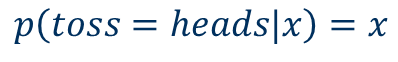 p(toss = heads|x) = x